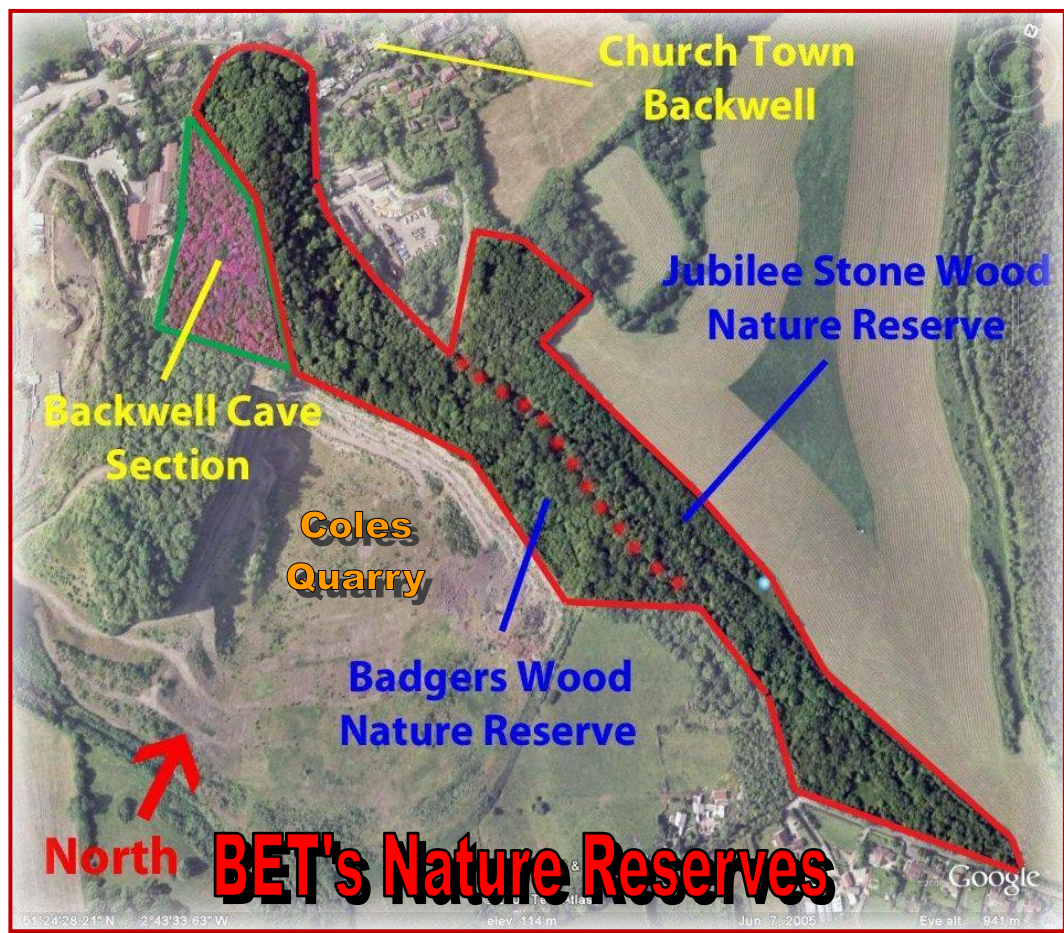 N
Church Town
Backwell
Jubilee Stone Wood
Nature Reserve
Backwell Cave
Section
Coles
Quarry
Badgers Wood
Nature Reserve
North
BET's Nature Reserves
Google
51°24'28.21" N 2°43'33.63" W elev 114 m Jun 7, 2005 Eye alt 941 m